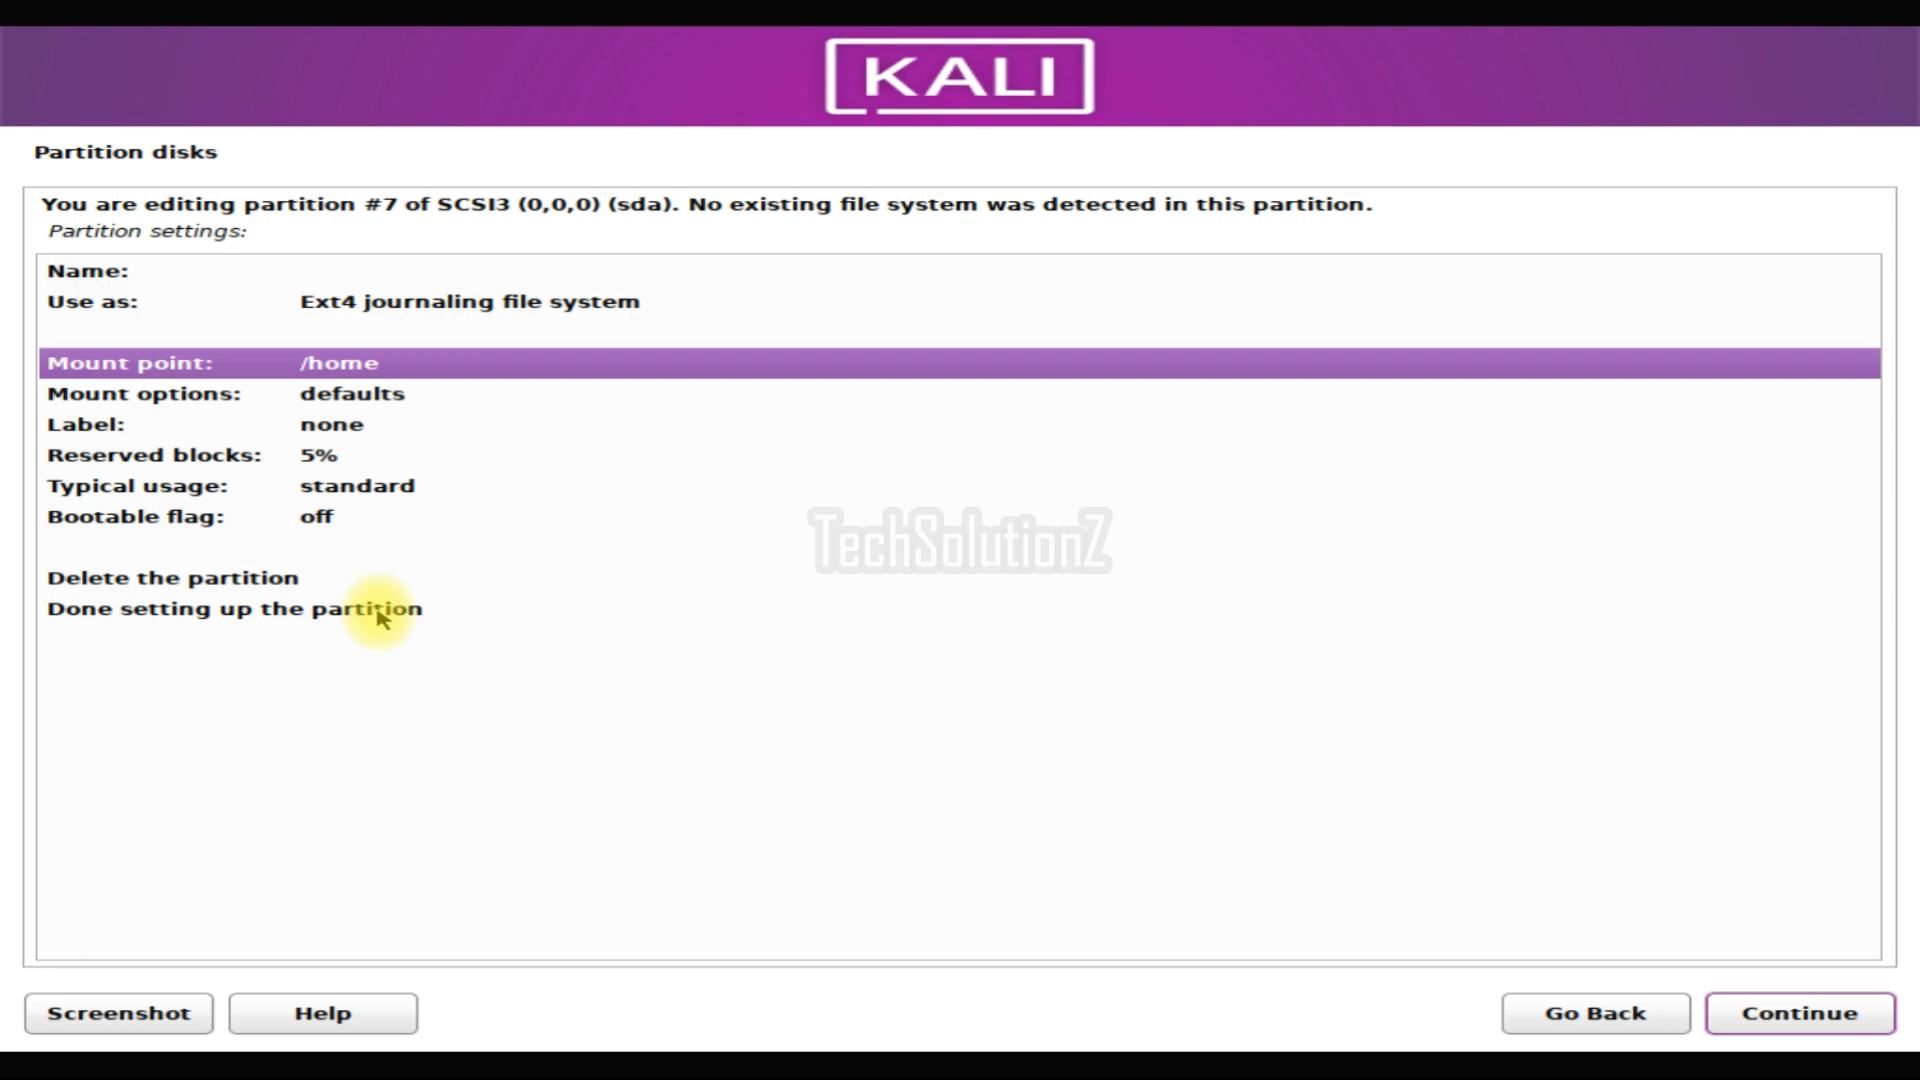 KALI
Partition disks
You are editing partition #7 of SCSI3 (0,0,0) (sda). No existing file system was detected in this partition.
Partition settings:
Name:
Use as: Ext4 journaling file system
Mount point: /home
Mount options: defaults
Label: none
Reserved blocks: 5%
Typical usage: standard
Bootable flag: off
TechSolutionZ
Delete the partition
Done setting up the partition
Screenshot Help Go Back Continue